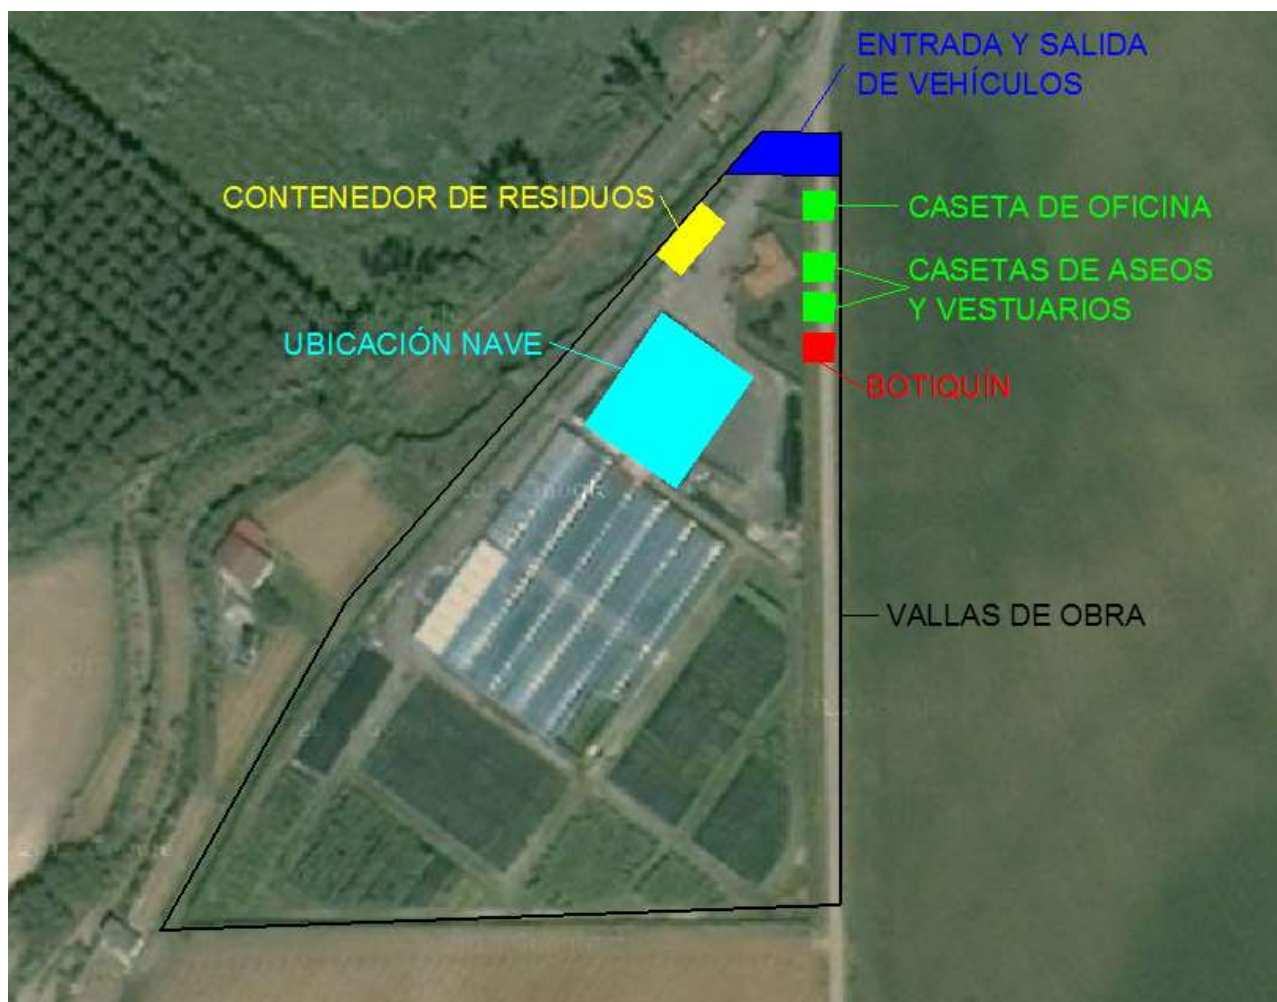 ENTRADA Y SALIDA
DE VEHÍCULOS
CONTENEDOR DE RESIDUOS
CASETA DE OFICINA
CASETAS DE ASEOS
Y VESTUARIOS
UBICACIÓN NAVE
BOTIQUÍN
VALLAS DE OBRA